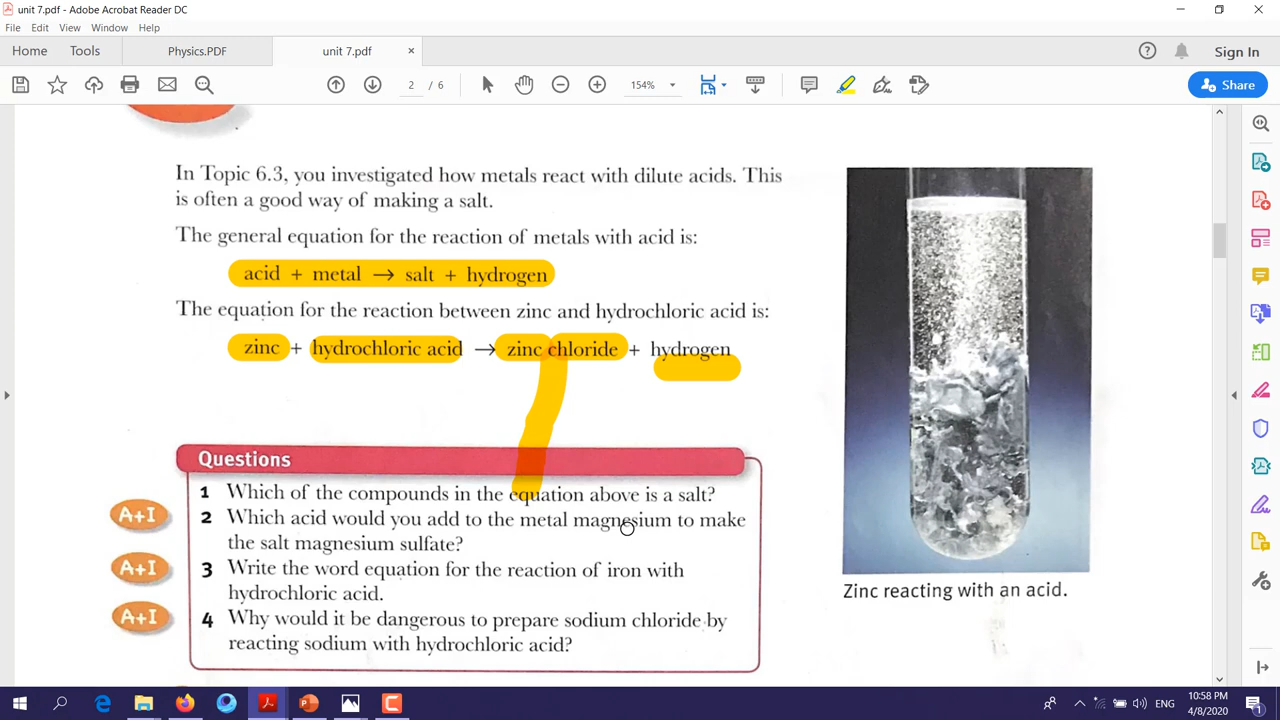 unit 7.pdf - Adobe Acrobat Reader DC
File Edit View Window Help
Home Tools Physics.PDF unit 7.pdf × Sign In
2 / 6 154% Share
In Topic 6.3, you investigated how metals react with dilute acids. This
is often a good way of making a salt.
The general equation for the reaction of metals with acid is:
acid + metal → salt + hydrogen
The equation for the reaction between zinc and hydrochloric acid is:
zinc + hydrochloric acid → zinc chloride + hydrogen
Questions
1 Which of the compounds in the equation above is a salt?
A+I 2 Which acid would you add to the metal magnesium to make
the salt magnesium sulfate?
A+I 3 Write the word equation for the reaction of iron with
hydrochloric acid.
A+I 4 Why would it be dangerous to prepare sodium chloride by
reacting sodium with hydrochloric acid?
Zinc reacting with an acid.
ENG 10:58 PM
4/8/2020
1